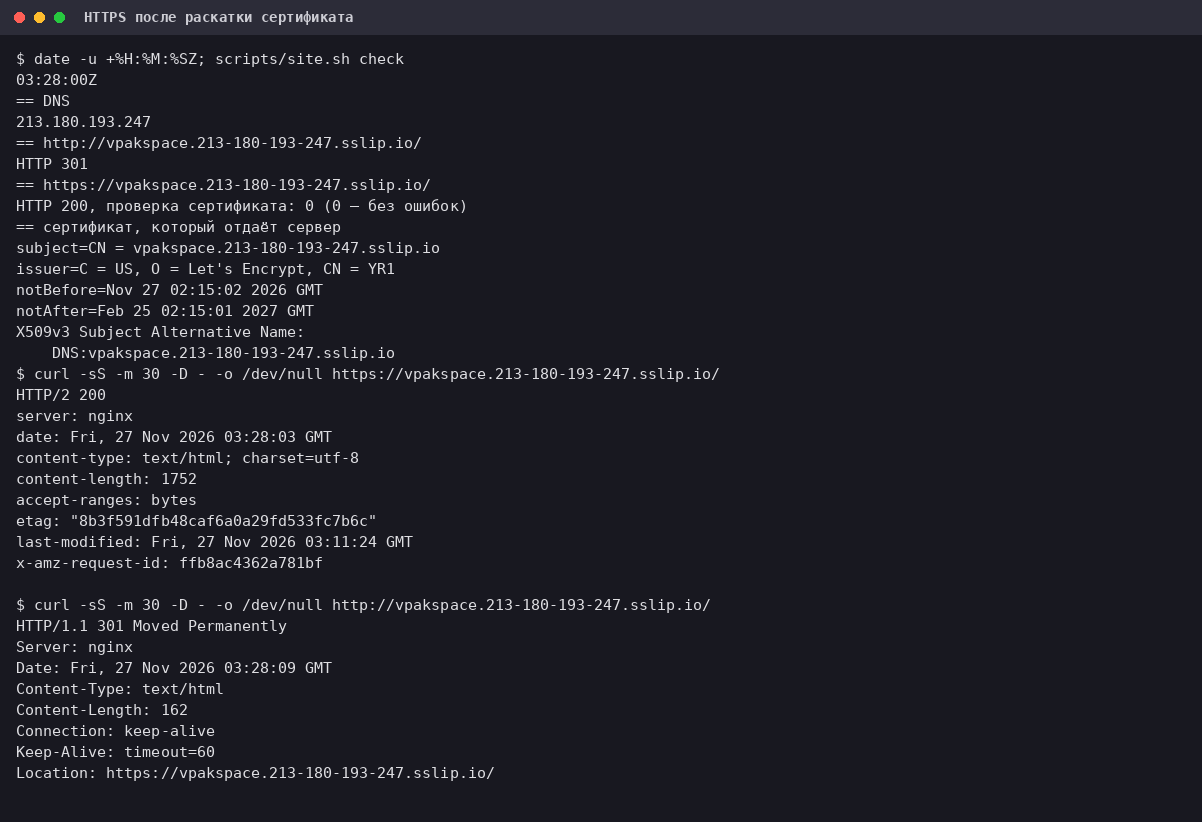 HTTPS после раскатки сертификата
$ date -u +%H:%M:%SZ; scripts/site.sh check
03:28:00Z
== DNS
213.180.193.247
== http://vpakspace.213-180-193-247.sslip.io/
HTTP 301
== https://vpakspace.213-180-193-247.sslip.io/
HTTP 200, проверка сертификата: 0 (0 — без ошибок)
== сертификат, который отдаёт сервер
subject=CN = vpakspace.213-180-193-247.sslip.io
issuer=C = US, O = Let's Encrypt, CN = YR1
notBefore=Nov 27 02:15:02 2026 GMT
notAfter=Feb 25 02:15:01 2027 GMT
X509v3 Subject Alternative Name:
    DNS:vpakspace.213-180-193-247.sslip.io
$ curl -sS -m 30 -D - -o /dev/null https://vpakspace.213-180-193-247.sslip.io/
HTTP/2 200
server: nginx
date: Fri, 27 Nov 2026 03:28:03 GMT
content-type: text/html; charset=utf-8
content-length: 1752
accept-ranges: bytes
etag: "8b3f591dfb48caf6a0a29fd533fc7b6c"
last-modified: Fri, 27 Nov 2026 03:11:24 GMT
x-amz-request-id: ffb8ac4362a781bf
$ curl -sS -m 30 -D - -o /dev/null http://vpakspace.213-180-193-247.sslip.io/
HTTP/1.1 301 Moved Permanently
Server: nginx
Date: Fri, 27 Nov 2026 03:28:09 GMT
Content-Type: text/html
Content-Length: 162
Connection: keep-alive
Keep-Alive: timeout=60
Location: https://vpakspace.213-180-193-247.sslip.io/